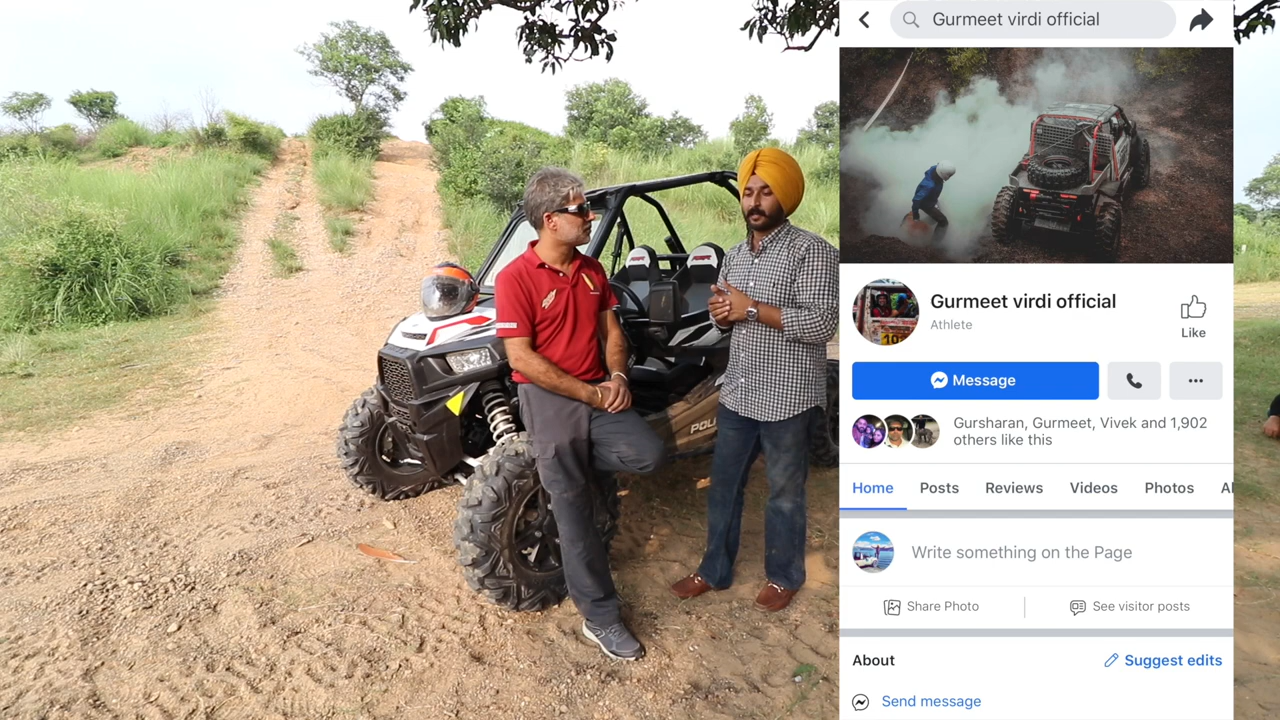 Gurmeet virdi official
Gurmeet virdi official
Athlete
Like
Message
Gursharan, Gurmeet, Vivek and 1,902
others like this
Home Posts Reviews Videos Photos
Write something on the Page
Share Photo See visitor posts
About Suggest edits
Send message
POL